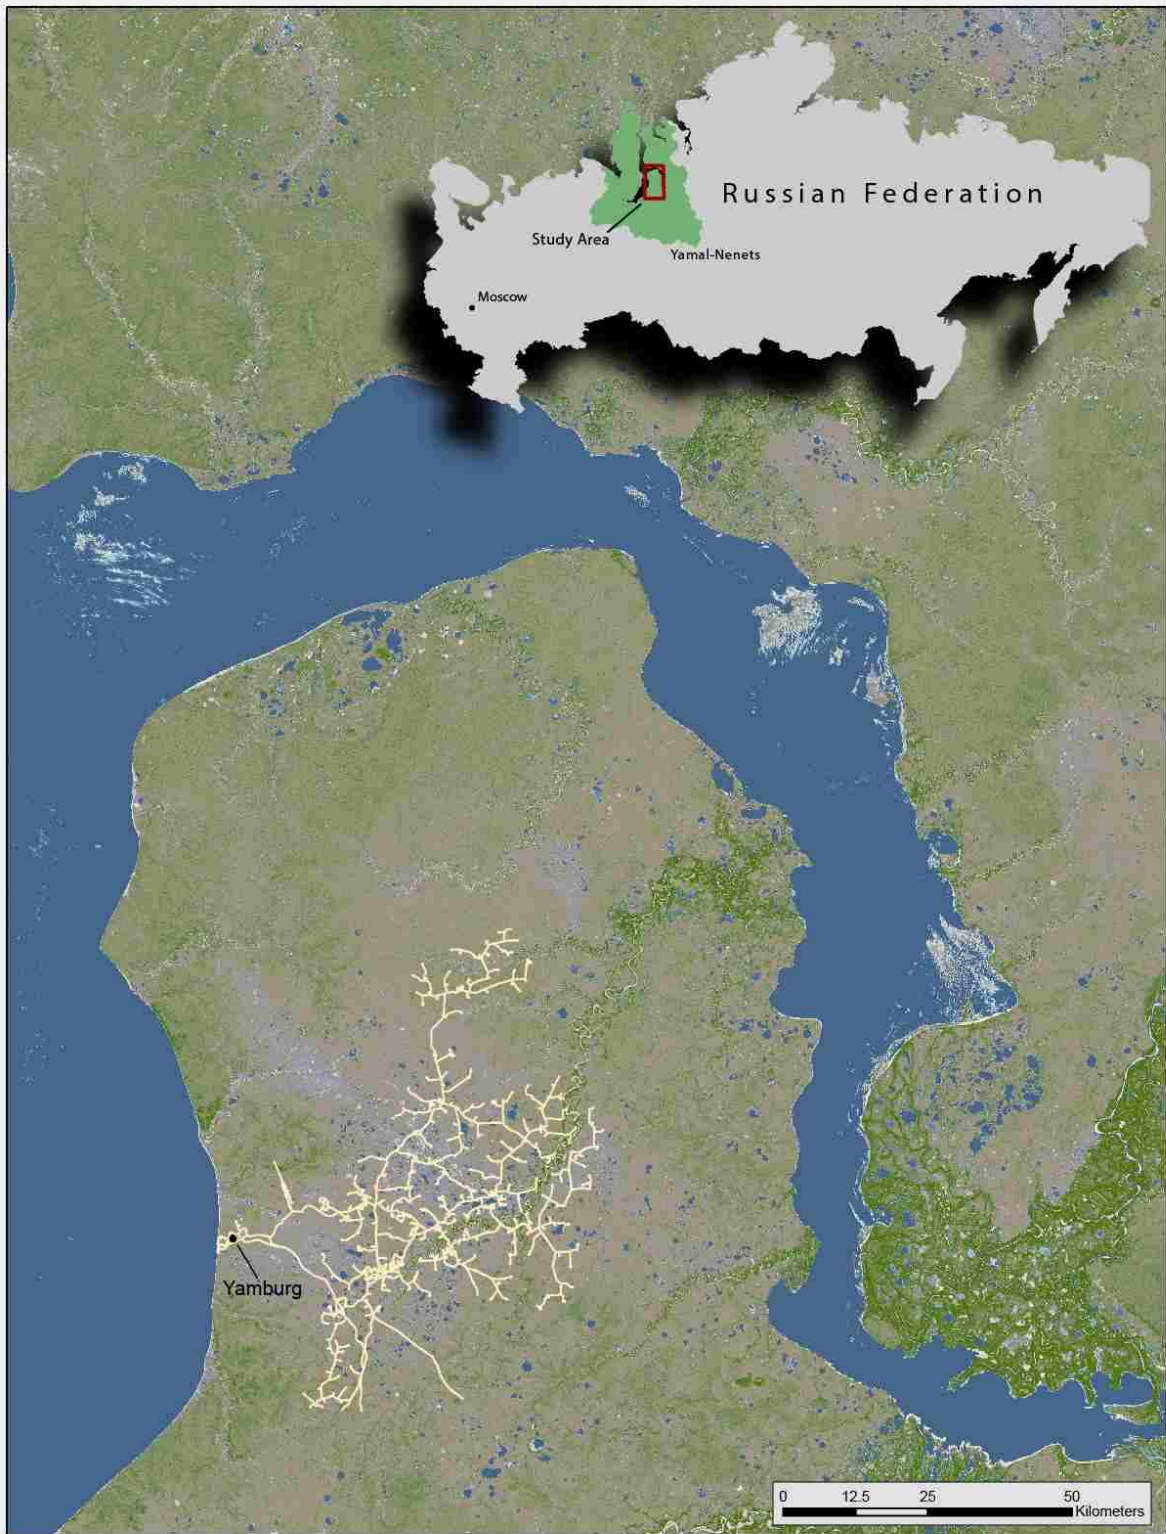 Russian Federation
Study Area
Yamal-Nenets
Moscow
Yamburg
0 12.5 25 50
Kilometers